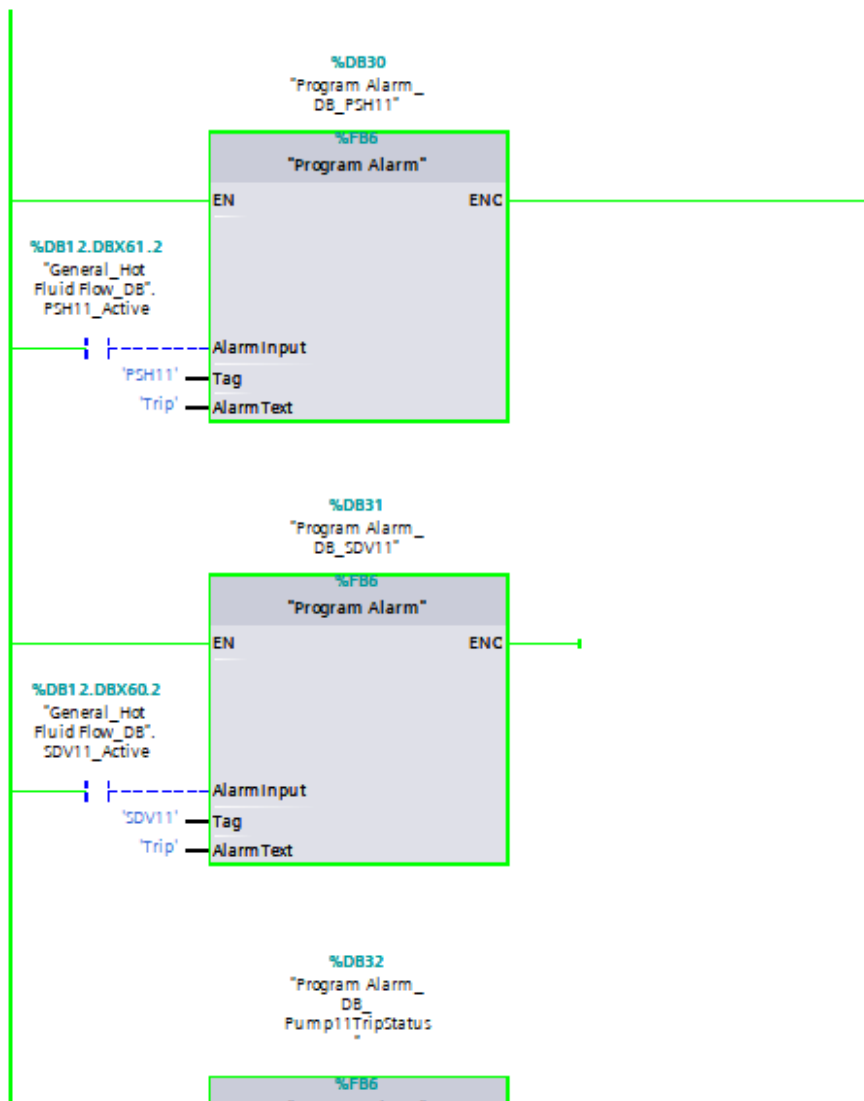 %DB30
"Program Alarm_
DB_PSH11"
%FB6
"Program Alarm"
EN
ENO
%DB12.DBX61.2
"General_Hot
Fluid Flow_DB".
PSH11_Active
AlarmInput
'PSH11'
Tag
'Trip'
AlarmText
%DB31
"Program Alarm_
DB_SDV11"
%FB6
"Program Alarm"
EN
ENO
%DB12.DBX60.2
"General_Hot
Fluid Flow_DB".
SDV11_Active
AlarmInput
'SDV11'
Tag
'Trip'
AlarmText
%DB32
"Program Alarm_
DB_
Pump11TripStatus
"
%FB6